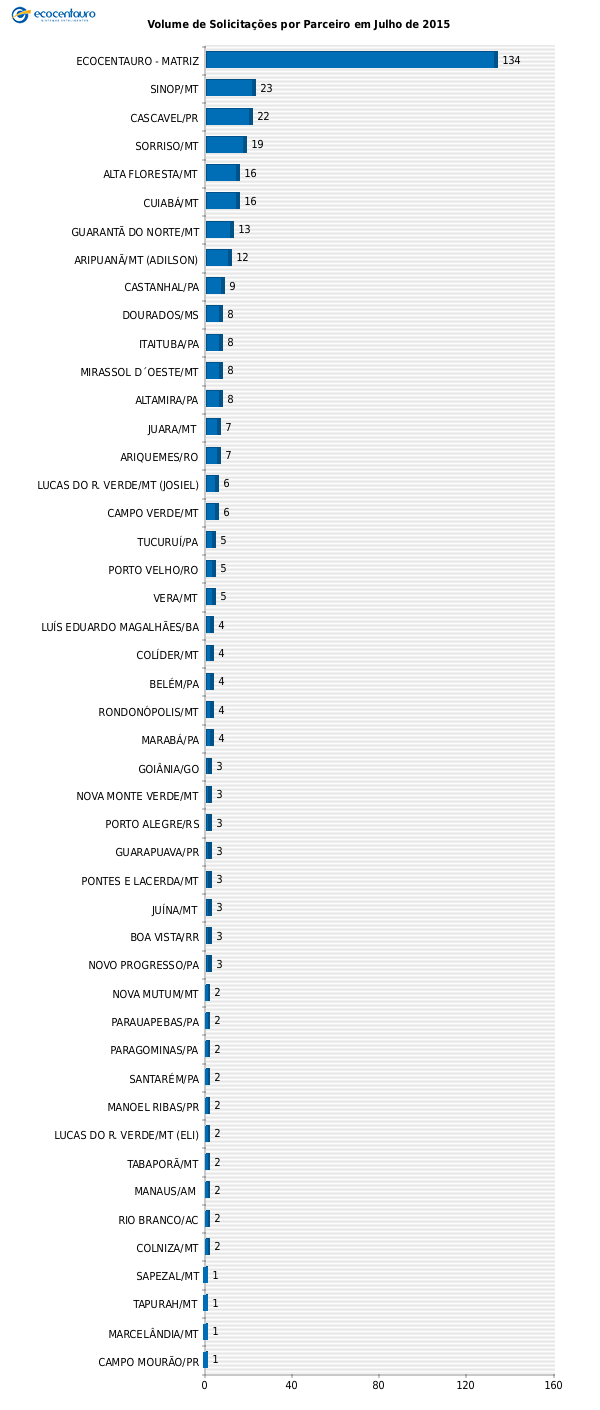 ecocentauro
Volume de Solicitações por Parceiro em Julho de 2015
ECOCENTAURO - MATRIZ 134
SINOP/MT 23
CASCAVEL/PR 22
SORRISO/MT 19
ALTA FLORESTA/MT 16
CUIABÁ/MT 16
GUARANTÃ DO NORTE/MT 13
ARIPUANÃ/MT (ADILSON) 12
CASTANHAL/PA 9
DOURADOS/MS 8
ITAITUBA/PA 8
MIRASSOL D´OESTE/MT 8
ALTAMIRA/PA 8
JUARA/MT 7
ARIQUEMES/RO 7
LUCAS DO R. VERDE/MT (JOSIEL) 6
CAMPO VERDE/MT 6
TUCURUÍ/PA 5
PORTO VELHO/RO 5
VERA/MT 5
LUÍS EDUARDO MAGALHÃES/BA 4
COLÍDER/MT 4
BELÉM/PA 4
RONDONÓPOLIS/MT 4
MARABÁ/PA 4
GOIÂNIA/GO 3
NOVA MONTE VERDE/MT 3
PORTO ALEGRE/RS 3
GUARAPUAVA/PR 3
PONTES E LACERDA/MT 3
JUÍNA/MT 3
BOA VISTA/RR 3
NOVO PROGRESSO/PA 3
NOVA MUTUM/MT 2
PARAUAPEBAS/PA 2
PARAGOMINAS/PA 2
SANTARÉM/PA 2
MANOEL RIBAS/PR 2
LUCAS DO R. VERDE/MT (ELI) 2
TABAPORÃ/MT 2
MANAUS/AM 2
RIO BRANCO/AC 2
COLNIZA/MT 2
SAPEZAL/MT 1
TAPURAH/MT 1
MARCELÂNDIA/MT 1
CAMPO MOURÃO/PR 1
0 40 80 120 160